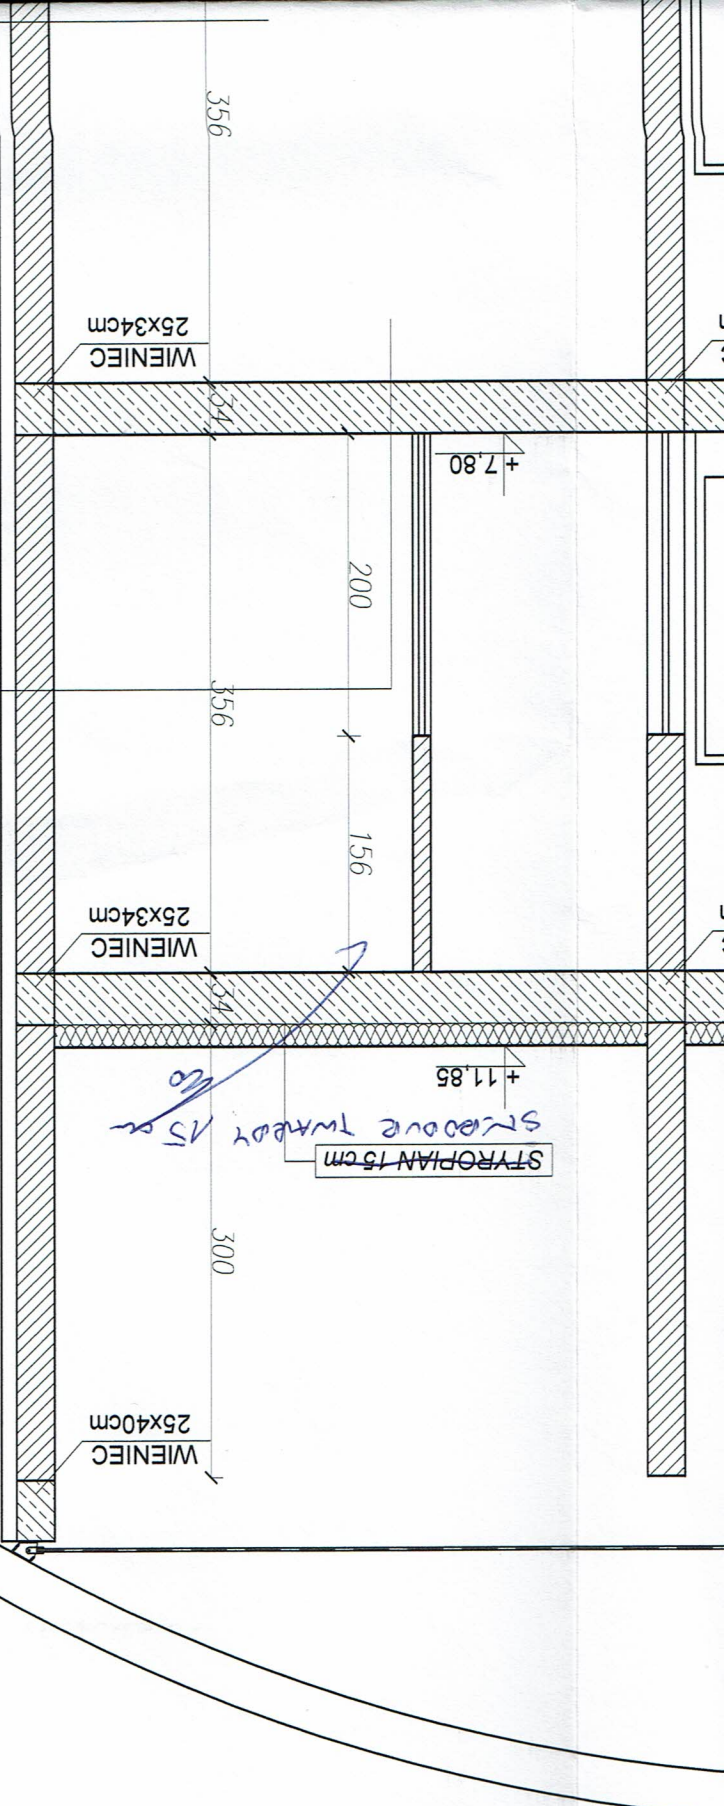 WIENIEC
25x40cm
300
STYROPIAN 15 cm
STYRODUR TWARDY 15 cm
+ 11,85
34
WIENIEC
25x34cm
156
356
200
+ 7,80
34
WIENIEC
25x34cm
356